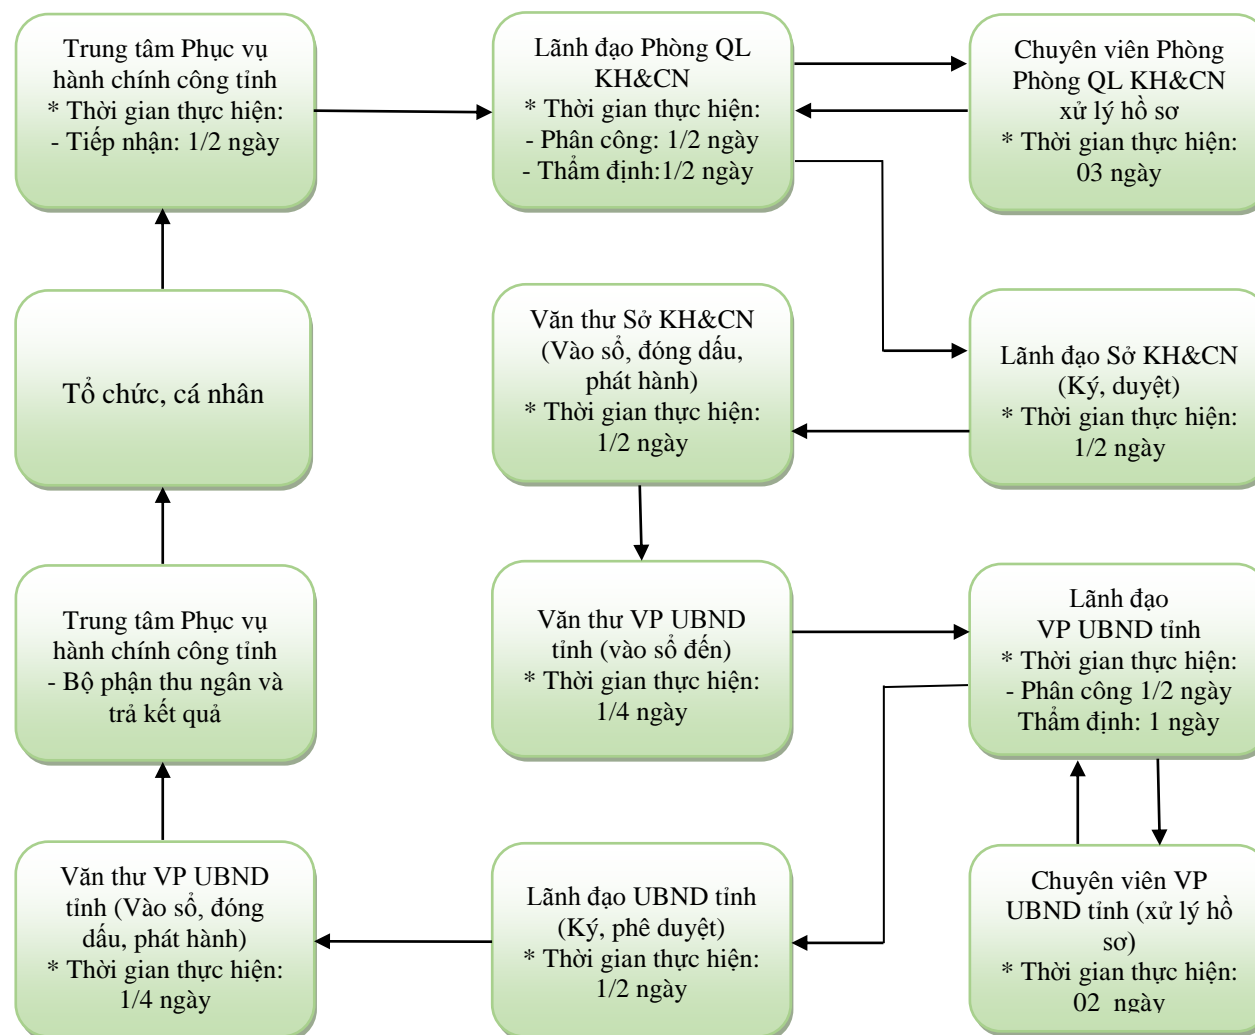 Trung tâm Phục vụ
hành chính công tỉnh
* Thời gian thực hiện:
- Tiếp nhận: 1/2 ngày
Lãnh đạo Phòng QL
KH&CN
* Thời gian thực hiện:
- Phân công: 1/2 ngày
- Thẩm định:1/2 ngày
Chuyên viên Phòng
Phòng QL KH&CN
xử lý hồ sơ
* Thời gian thực hiện:
03 ngày
Tổ chức, cá nhân
Văn thư Sở KH&CN
(Vào sổ, đóng dấu,
phát hành)
* Thời gian thực hiện:
1/2 ngày
Lãnh đạo Sở KH&CN
(Ký, duyệt)
* Thời gian thực hiện:
1/2 ngày
Trung tâm Phục vụ
hành chính công tỉnh
- Bộ phận thu ngân và
trả kết quả
Văn thư VP UBND
tỉnh (vào sổ đến)
* Thời gian thực hiện:
1/4 ngày
Lãnh đạo
VP UBND tỉnh
* Thời gian thực hiện:
- Phân công 1/2 ngày
Thẩm định: 1 ngày
Văn thư VP UBND
tỉnh (Vào sổ, đóng
dấu, phát hành)
* Thời gian thực hiện:
1/4 ngày
Lãnh đạo UBND tỉnh
(Ký, phê duyệt)
* Thời gian thực hiện:
1/2 ngày
Chuyên viên VP
UBND tỉnh (xử lý hồ
sơ)
* Thời gian thực hiện:
02 ngày